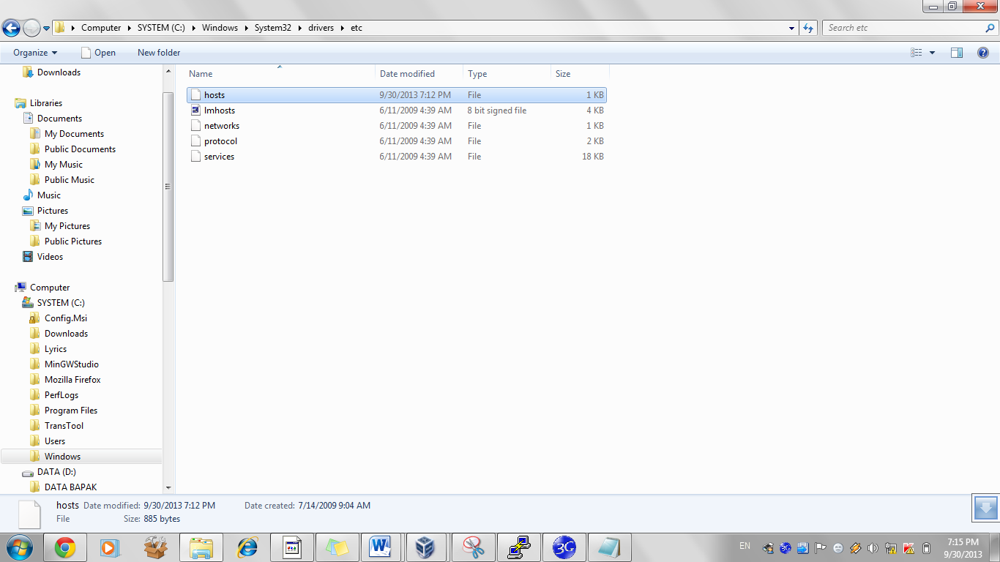 Computer SYSTEM (C:) Windows System32 drivers etc
Search etc
Organize Open New folder
Name Date modified Type Size
hosts 9/30/2013 7:12 PM File 1 KB
lmhosts 6/11/2009 4:39 AM 8 bit signed file 4 KB
networks 6/11/2009 4:39 AM File 1 KB
protocol 6/11/2009 4:39 AM File 2 KB
services 6/11/2009 4:39 AM File 18 KB
Downloads
Libraries
Documents
My Documents
Public Documents
My Music
Public Music
Music
Pictures
My Pictures
Public Pictures
Videos
Computer
SYSTEM (C:)
Config.Msi
Downloads
Lyrics
MinGWStudio
Mozilla Firefox
PerfLogs
Program Files
TransTool
Users
Windows
DATA (D:)
DATA BAPAK
hosts Date modified: 9/30/2013 7:12 PM Date created: 7/14/2009 9:04 AM
File Size: 885 bytes
EN
7:15 PM
9/30/2013